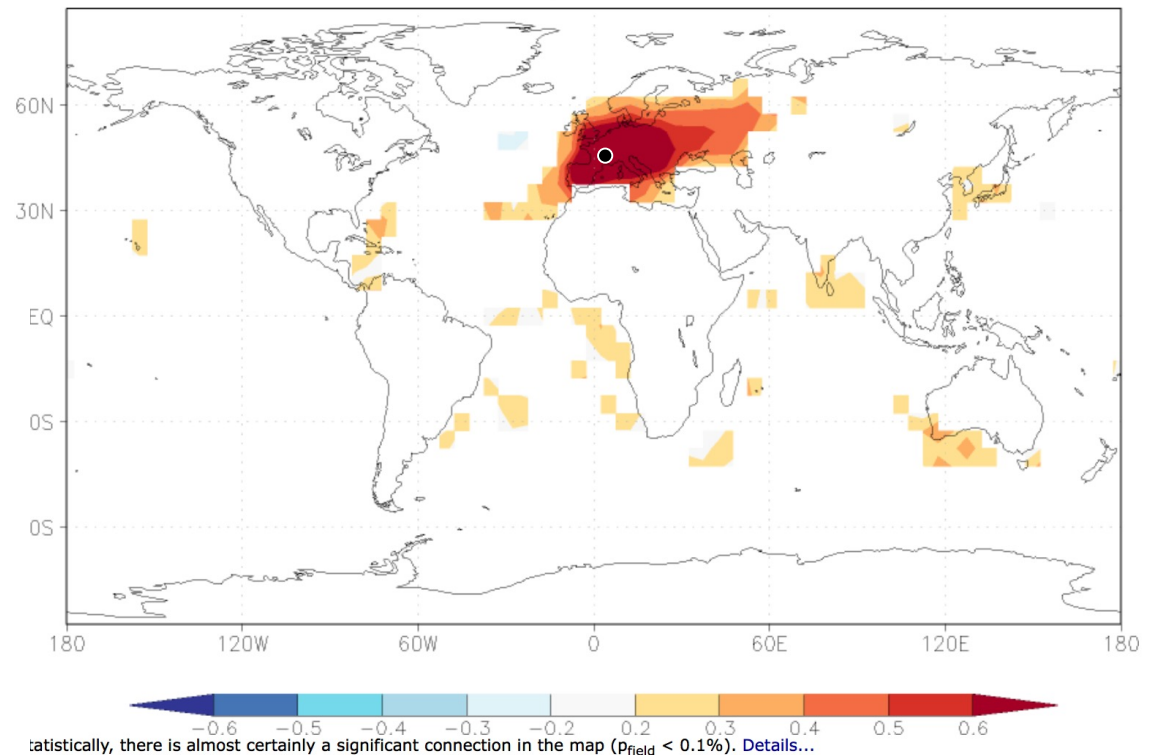 60N
30N
EQ
0S
0S
180 120W 60W 0 60E 120E 180
−0.6 −0.5 −0.4 −0.3 −0.2 0.2 0.3 0.4 0.5 0.6
tatistically, there is almost certainly a significant connection in the map (pfield < 0.1%). Details...